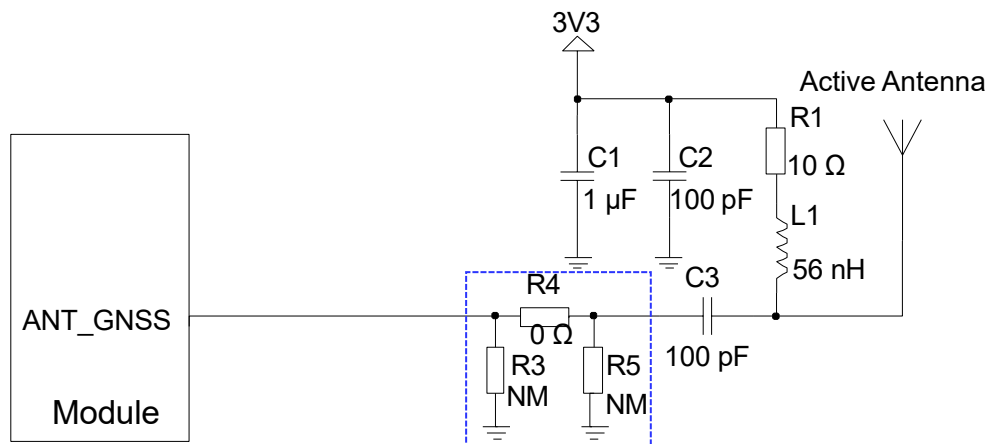 3V3
Active Antenna
R1
10 Ω
C1
1 µF
C2
100 pF
L1
56 nH
C3
100 pF
R4
0 Ω
R3
NM
R5
NM
ANT_GNSS
Module